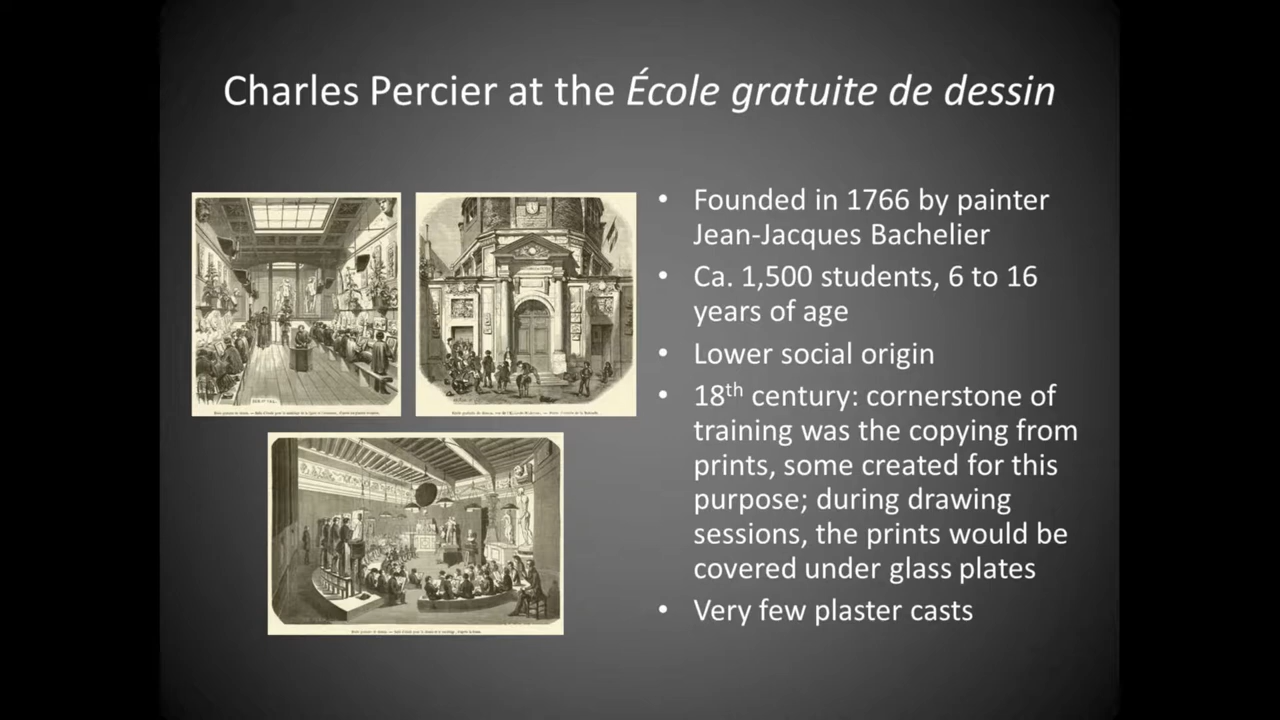 Charles Percier at the École gratuite de dessin
• Founded in 1766 by painter
Jean-Jacques Bachelier
• Ca. 1,500 students, 6 to 16
years of age
• Lower social origin
• 18th century: cornerstone of
training was the copying from
prints, some created for this
purpose; during drawing
sessions, the prints would be
covered under glass plates
• Very few plaster casts